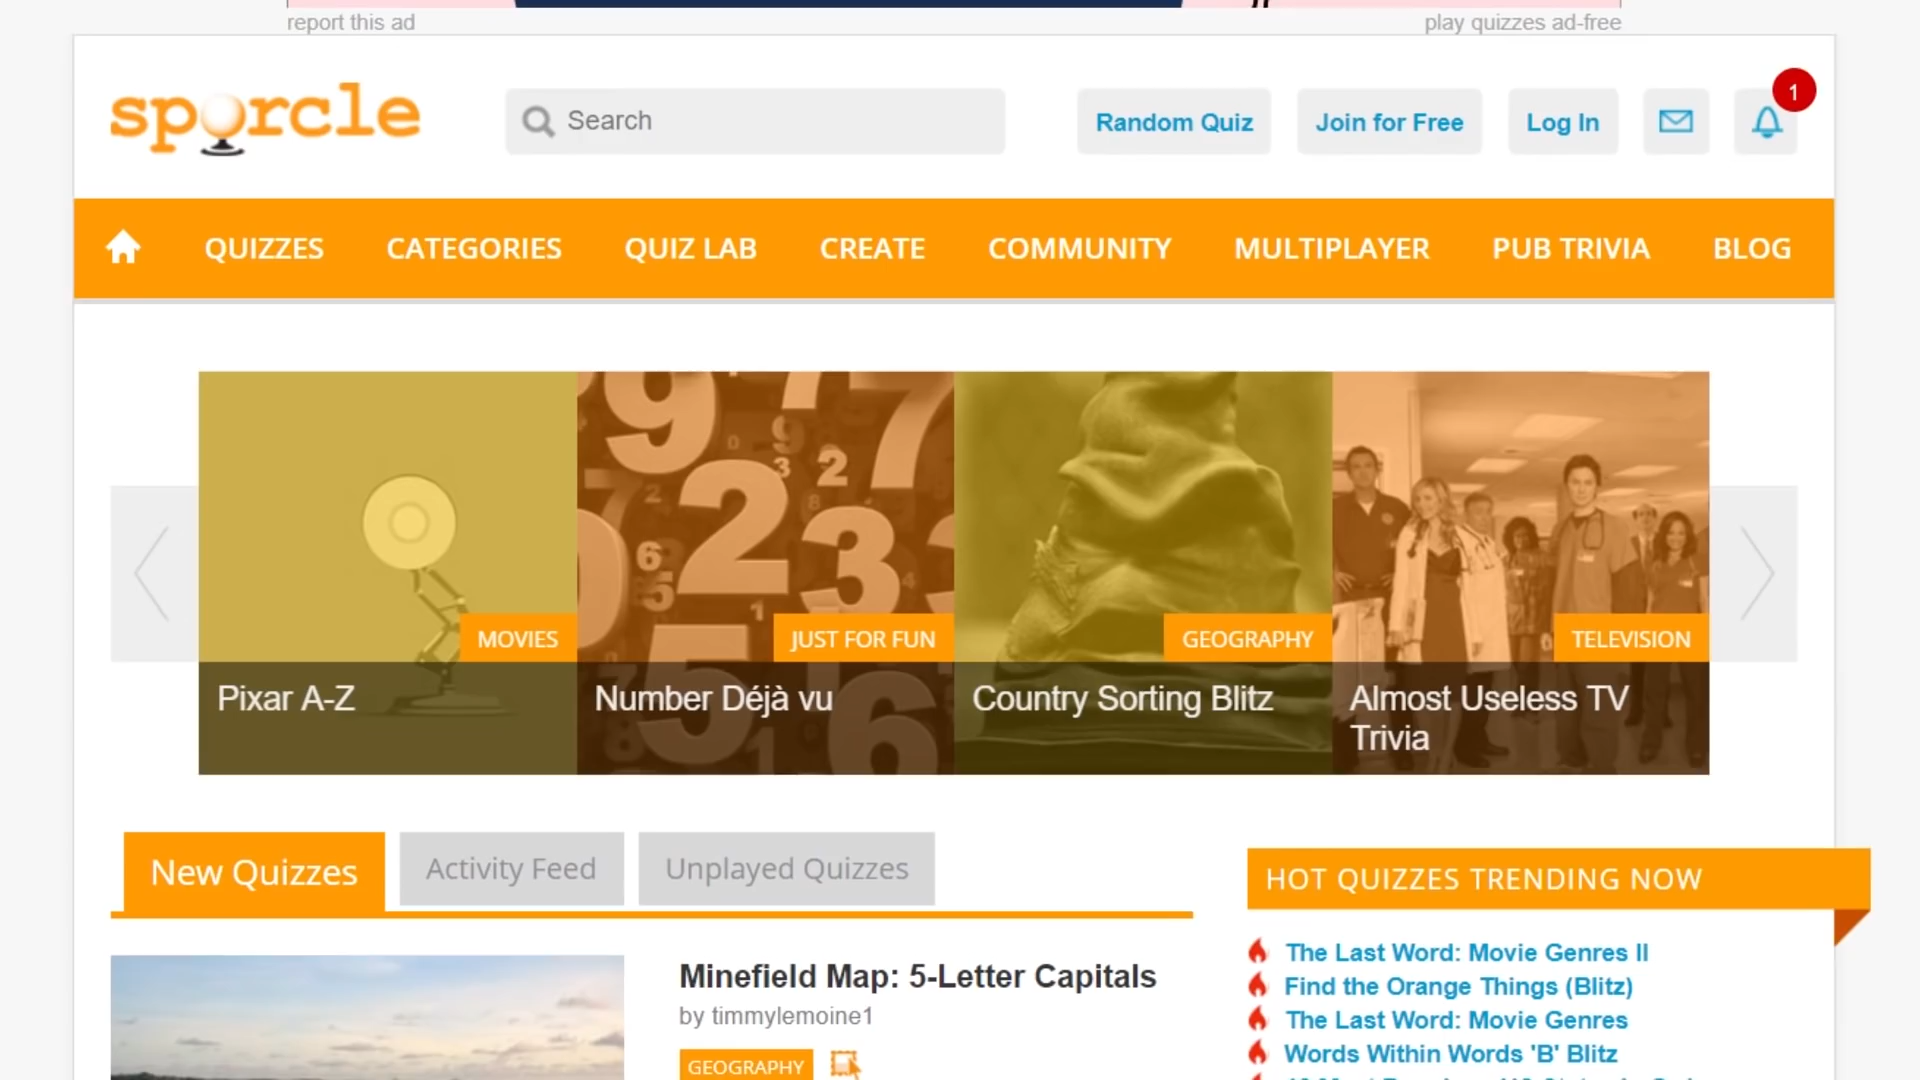 report this ad
play quizzes ad-free
sporcle
Search
Random Quiz
Join for Free
Log In
1
QUIZZES
CATEGORIES
QUIZ LAB
CREATE
COMMUNITY
MULTIPLAYER
PUB TRIVIA
BLOG
MOVIES
Pixar A-Z
JUST FOR FUN
Number Déjà vu
GEOGRAPHY
Country Sorting Blitz
TELEVISION
Almost Useless TV
Trivia
New Quizzes
Activity Feed
Unplayed Quizzes
Minefield Map: 5-Letter Capitals
by timmylemoine1
GEOGRAPHY
HOT QUIZZES TRENDING NOW
The Last Word: Movie Genres II
Find the Orange Things (Blitz)
The Last Word: Movie Genres
Words Within Words 'B' Blitz